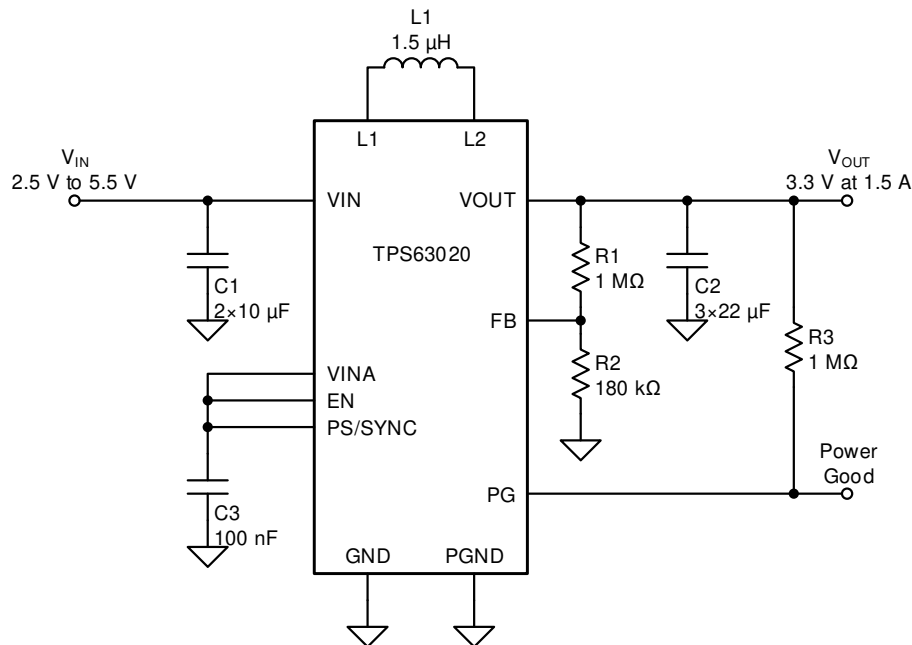 L1
1.5 µH
L1
L2
V_IN
2.5 V to 5.5 V
VIN
VOUT
V_OUT
3.3 V at 1.5 A
TPS63020
C1
2×10 µF
R1
1 MΩ
C2
3×22 µF
FB
R3
1 MΩ
R2
180 kΩ
VINA
EN
PS/SYNC
Power
Good
PG
C3
100 nF
GND
PGND